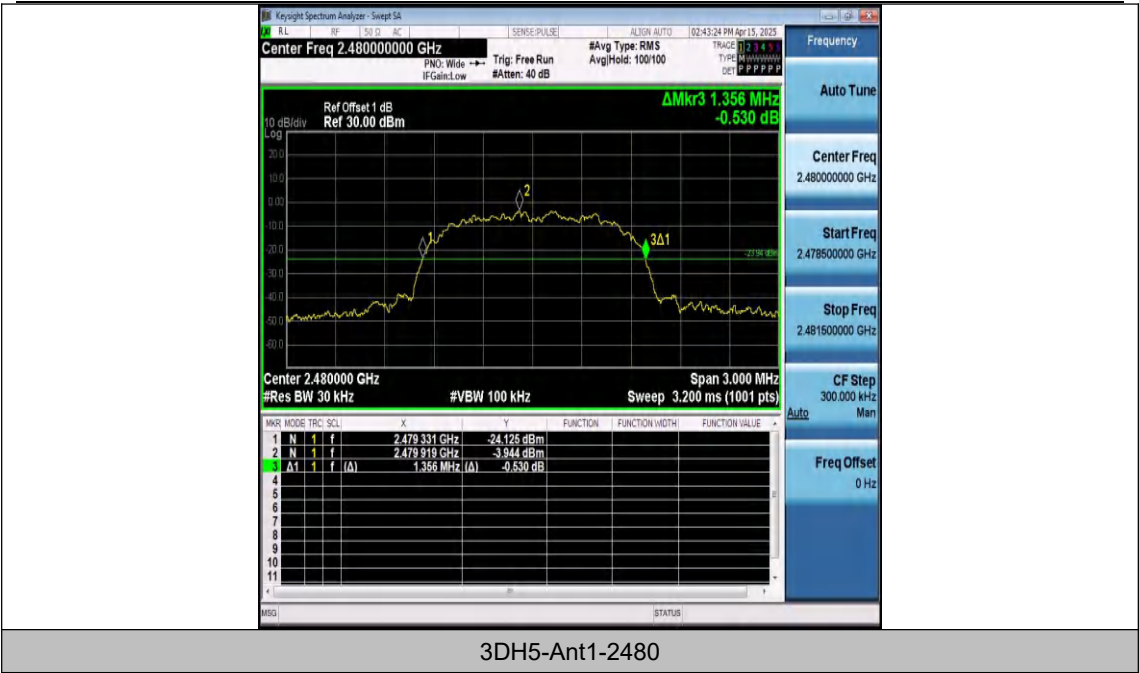 Keysight Spectrum Analyzer - Swept SA
RL RF 50 Ω AC SENSE:PULSE ALIGN AUTO 02:43:24 PM Apr 15, 2025
Center Freq 2.480000000 GHz
PNO: Wide
IFGain:Low
Trig: Free Run
#Atten: 40 dB
#Avg Type: RMS
Avg|Hold: 100/100
TRACE 1 2 3 4 5 6
TYPE M W W W W W
DET P P P P P P
ΔMkr3 1.356 MHz
-0.530 dB
Ref Offset 1 dB
10 dB/div Ref 30.00 dBm
Log
20.0
10.0
0.00
-10.0
-20.0
-30.0
-40.0
-50.0
-60.0
1
2
3Δ1
-23.94 dBm
Center 2.480000 GHz Span 3.000 MHz
#Res BW 30 kHz #VBW 100 kHz Sweep 3.200 ms (1001 pts)
MKR MODE TRC SCL X Y FUNCTION FUNCTION WIDTH FUNCTION VALUE
1 N 1 f 2.479 331 GHz -24.125 dBm
2 N 1 f 2.479 919 GHz -3.944 dBm
3 Δ1 1 f (Δ) 1.356 MHz (Δ) -0.530 dB
4
5
6
7
8
9
10
11
MSG STATUS
Frequency
Auto Tune
Center Freq
2.480000000 GHz
Start Freq
2.478500000 GHz
Stop Freq
2.481500000 GHz
CF Step
300.000 kHz
Auto Man
Freq Offset
0 Hz
3DH5-Ant1-2480